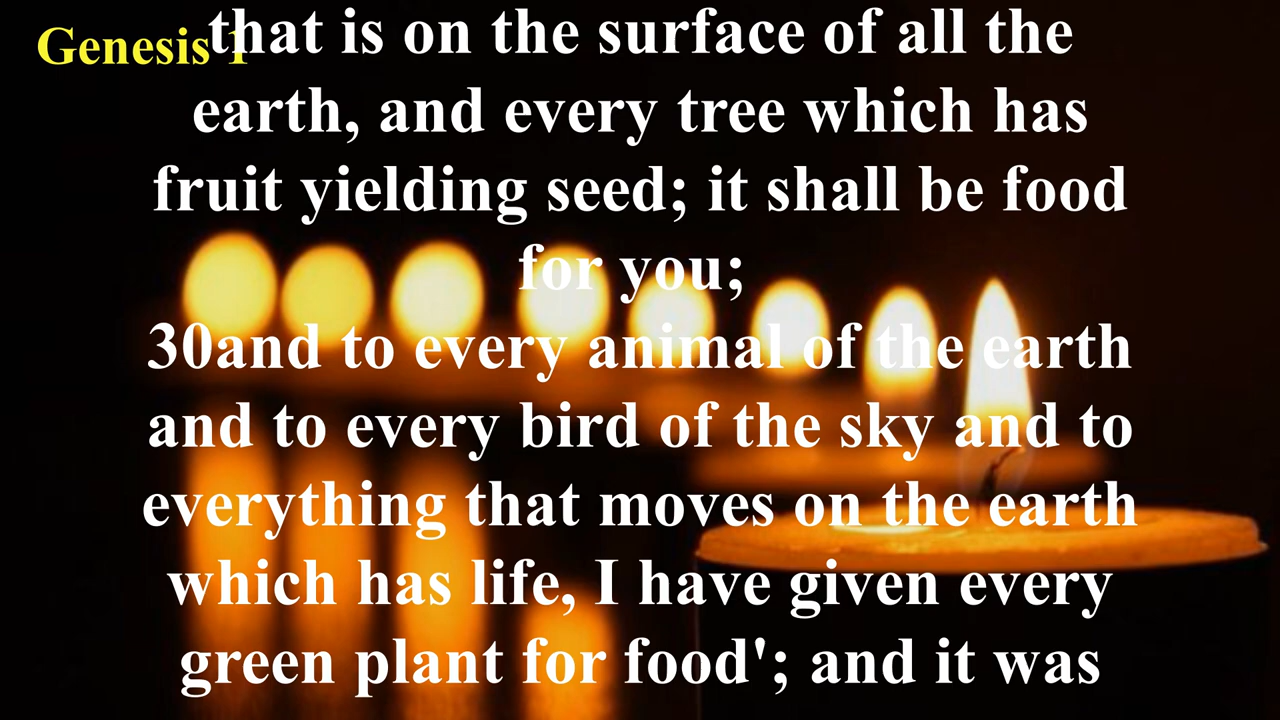 Genesis 1
that is on the surface of all the
earth, and every tree which has
fruit yielding seed; it shall be food
for you;
30and to every animal of the earth
and to every bird of the sky and to
everything that moves on the earth
which has life, I have given every
green plant for food'; and it was